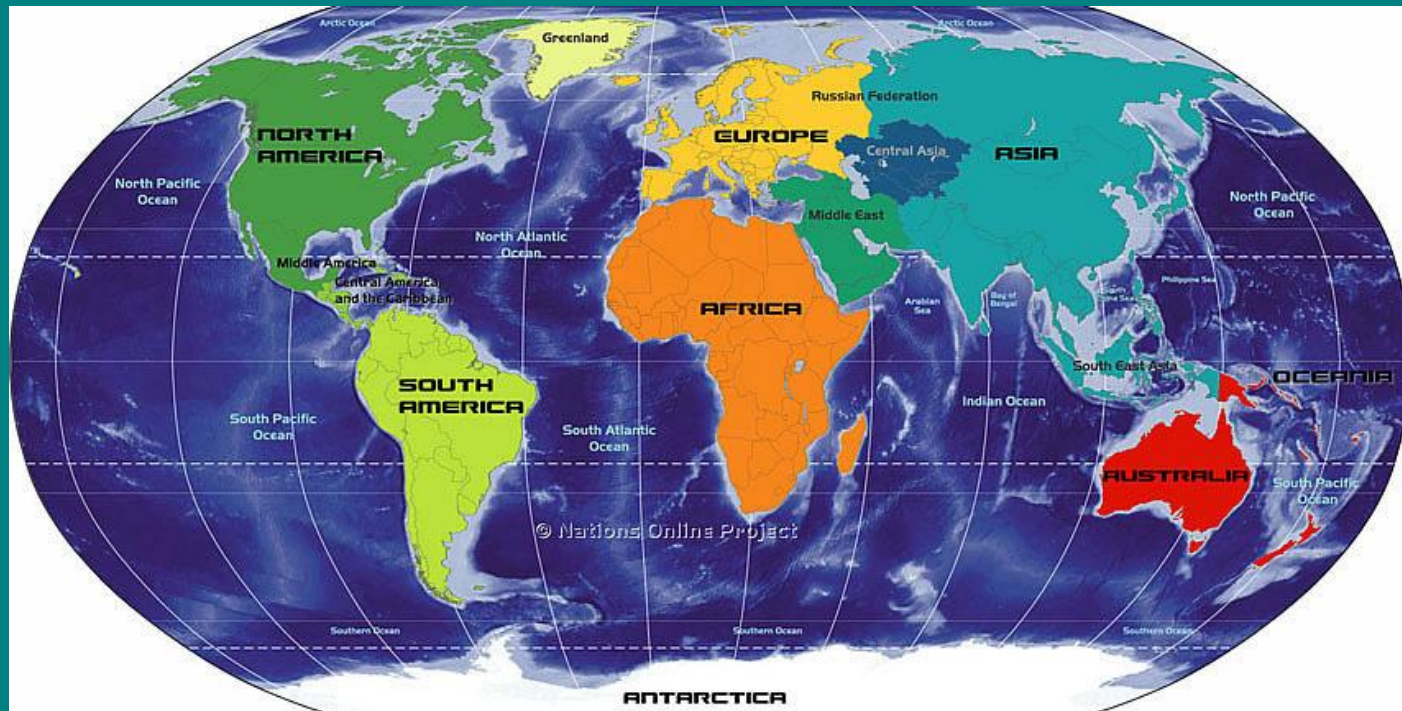 Arctic Ocean
Arctic Ocean
Greenland
Russian Federation
NORTH
AMERICA
EUROPE
Central Asia
ASIA
North Pacific
Ocean
North Pacific
Ocean
Middle East
North Atlantic
Ocean
Middle America
Central America
and the Caribbean
AFRICA
Arabian
Sea
Bay of
Bengal
South
China Sea
Philippine Sea
South East Asia
OCEANIA
SOUTH
AMERICA
Indian Ocean
South Pacific
Ocean
South Atlantic
Ocean
AUSTRALIA
South Pacific
Ocean
© Nations Online Project
Southern Ocean
Southern Ocean
Southern Ocean
ANTARCTICA